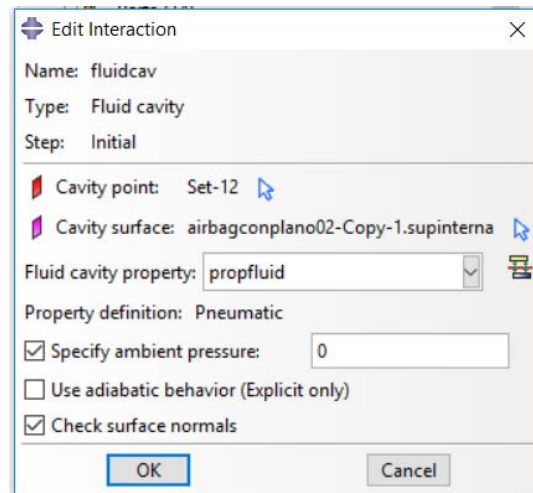 Edit Interaction
Name: fluidcav
Type: Fluid cavity
Step: Initial
Cavity point: Set-12
Cavity surface: airbagconplano02-Copy-1.supinterna
Fluid cavity property: propfluid
Property definition: Pneumatic
Specify ambient pressure: 0
Use adiabatic behavior (Explicit only)
Check surface normals
OK Cancel